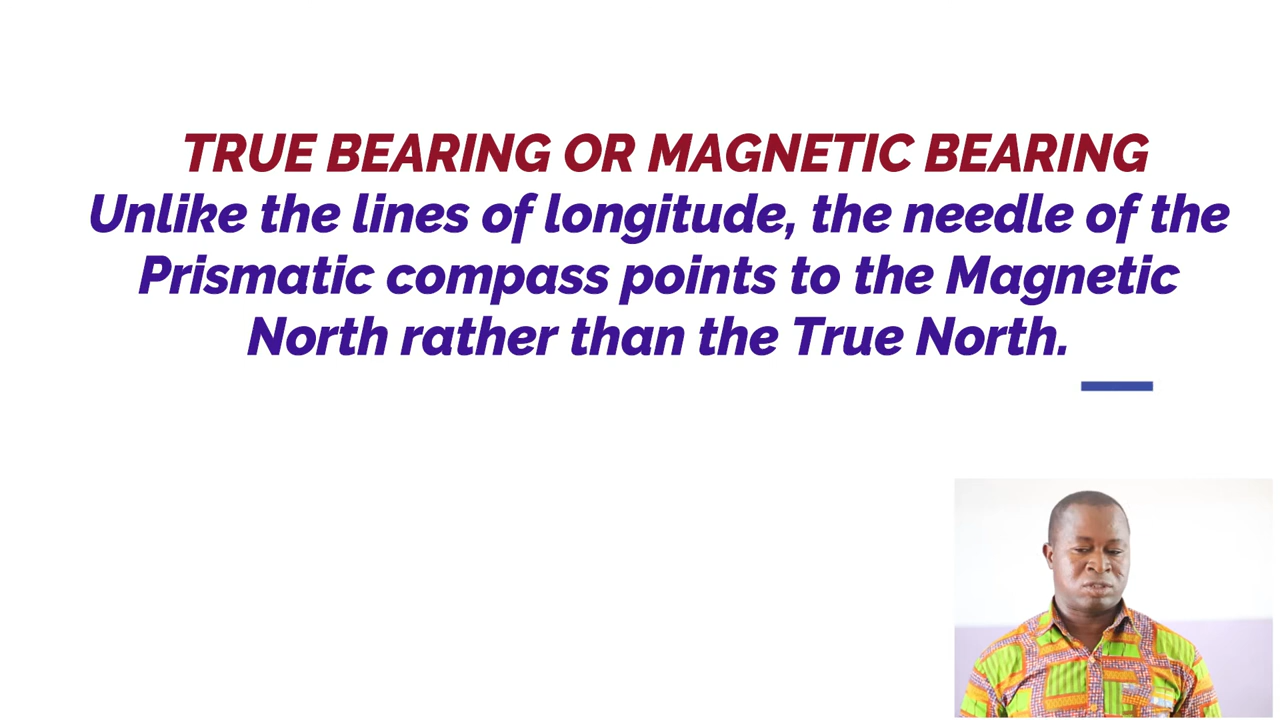 TRUE BEARING OR MAGNETIC BEARING
Unlike the lines of longitude, the needle of the
Prismatic compass points to the Magnetic
North rather than the True North.